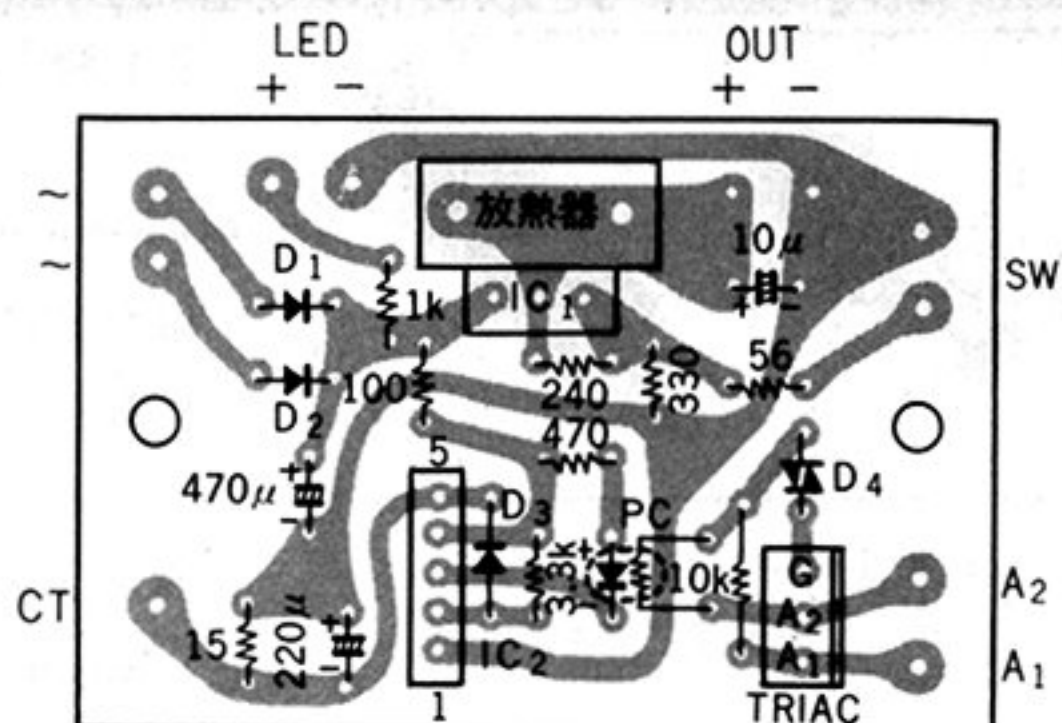 LED OUT
+ − + −
~
放熱器
~
D1
10μ
SW
1k
IC1
56
100
240
330
D2
470
5
470μ
+
-
D3
PC
D4
3.3k
10k
G
A2
A2
CT
15
220μ
+
-
IC2
A1
A1
1
TRIAC